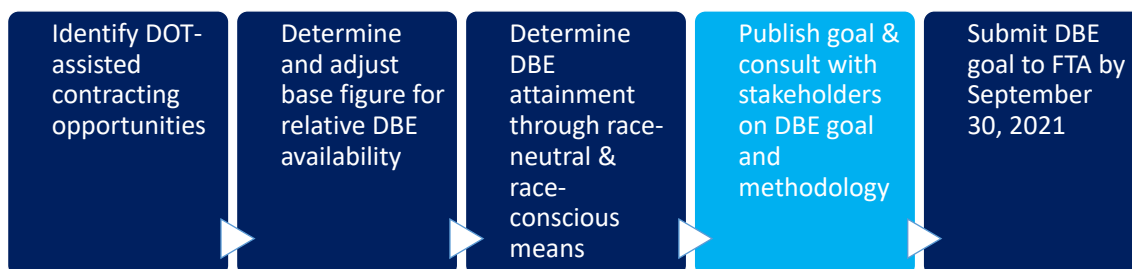 Identify DOT-
assisted
contracting
opportunities
Determine
and adjust
base figure for
relative DBE
availability
Determine
DBE
attainment
through race-
neutral &
race-
conscious
means
Publish goal &
consult with
stakeholders
on DBE goal
and
methodology
Submit DBE
goal to FTA by
September
30, 2021